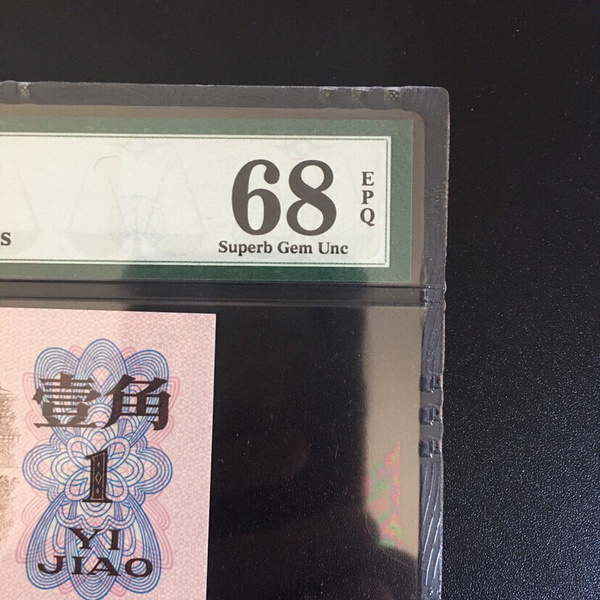 68
EPQ
s
Superb Gem Unc
壹角
1
YI
JIAO